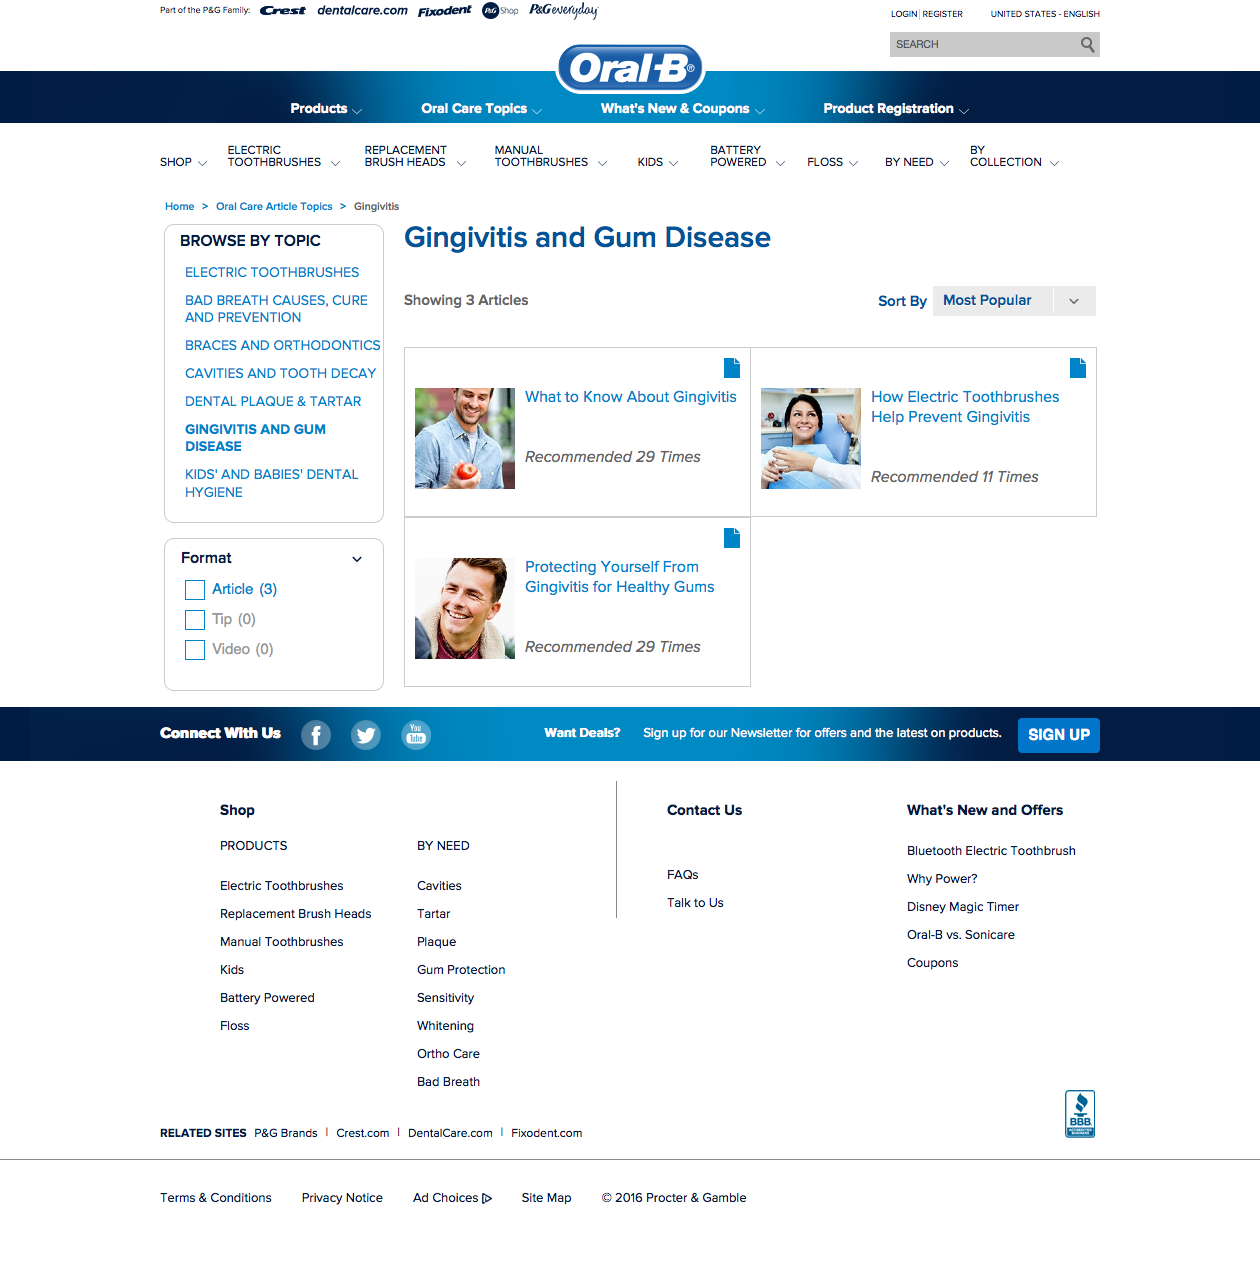 Part of the P&G Family: Crest dentalcare.com Fixodent P&G Shop P&G everyday
LOGIN | REGISTER UNITED STATES - ENGLISH
SEARCH
Oral-B®
Products Oral Care Topics What's New & Coupons Product Registration
SHOP ELECTRIC TOOTHBRUSHES REPLACEMENT BRUSH HEADS MANUAL TOOTHBRUSHES KIDS BATTERY POWERED FLOSS BY NEED BY COLLECTION
Home > Oral Care Article Topics > Gingivitis
BROWSE BY TOPIC
ELECTRIC TOOTHBRUSHES
BAD BREATH CAUSES, CURE
AND PREVENTION
BRACES AND ORTHODONTICS
CAVITIES AND TOOTH DECAY
DENTAL PLAQUE & TARTAR
GINGIVITIS AND GUM
DISEASE
KIDS' AND BABIES' DENTAL
HYGIENE
Format
Article (3)
Tip (0)
Video (0)
Gingivitis and Gum Disease
Showing 3 Articles
Sort By Most Popular
What to Know About Gingivitis
Recommended 29 Times
How Electric Toothbrushes
Help Prevent Gingivitis
Recommended 11 Times
Protecting Yourself From
Gingivitis for Healthy Gums
Recommended 29 Times
Connect With Us You Tube Want Deals? Sign up for our Newsletter for offers and the latest on products. SIGN UP
Shop
PRODUCTS
Electric Toothbrushes
Replacement Brush Heads
Manual Toothbrushes
Kids
Battery Powered
Floss
BY NEED
Cavities
Tartar
Plaque
Gum Protection
Sensitivity
Whitening
Ortho Care
Bad Breath
Contact Us
FAQs
Talk to Us
What's New and Offers
Bluetooth Electric Toothbrush
Why Power?
Disney Magic Timer
Oral-B vs. Sonicare
Coupons
BBB.
ACCREDITED
BUSINESS
RELATED SITES P&G Brands | Crest.com | DentalCare.com | Fixodent.com
Terms & Conditions Privacy Notice Ad Choices Site Map © 2016 Procter & Gamble